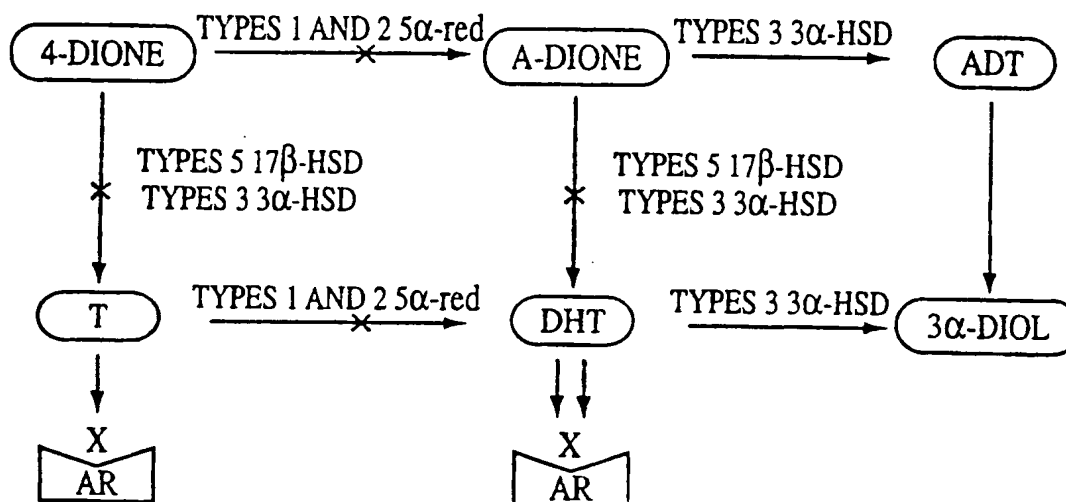 TYPES 1 AND 2 5α-red
TYPES 3 3α-HSD
4-DIONE
A-DIONE
ADT
TYPES 5 17β-HSD
TYPES 3 3α-HSD
TYPES 5 17β-HSD
TYPES 3 3α-HSD
TYPES 1 AND 2 5α-red
TYPES 3 3α-HSD
T
DHT
3α-DIOL
X
AR
X
AR